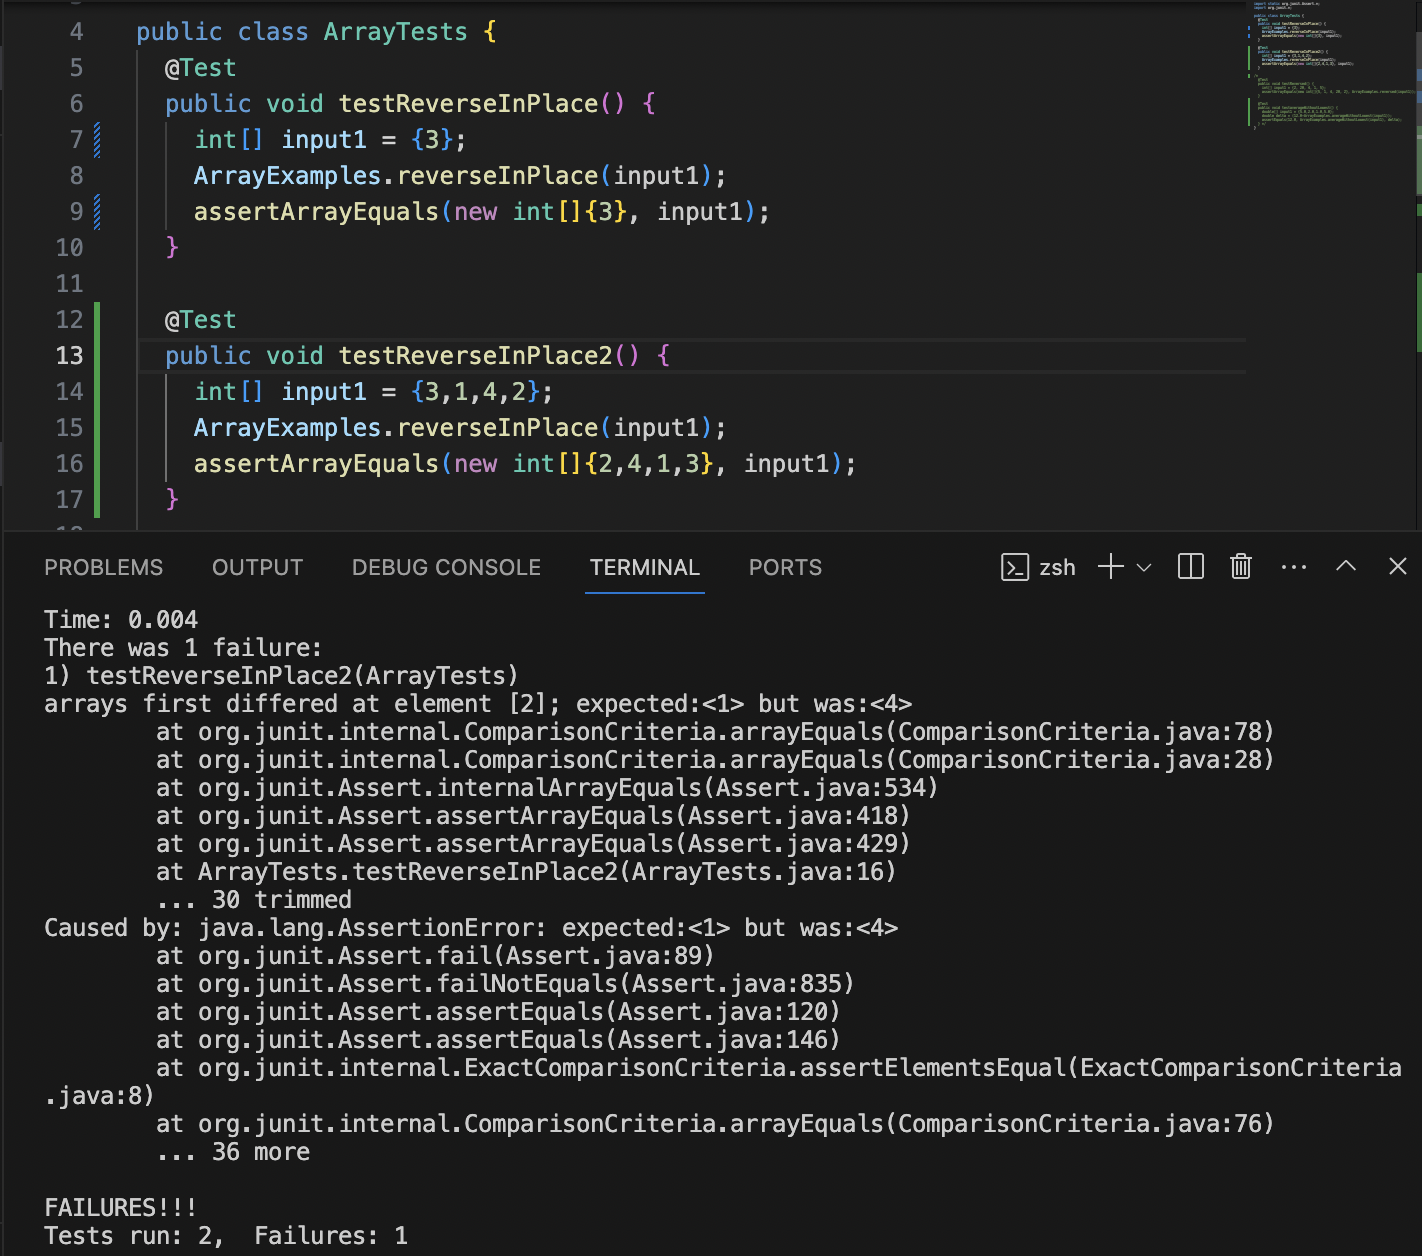 4 public class ArrayTests {
5 @Test
6 public void testReverseInPlace() {
7 int[] input1 = {3};
8 ArrayExamples.reverseInPlace(input1);
9 assertArrayEquals(new int[]{3}, input1);
10 }
11
12 @Test
13 public void testReverseInPlace2() {
14 int[] input1 = {3,1,4,2};
15 ArrayExamples.reverseInPlace(input1);
16 assertArrayEquals(new int[]{2,4,1,3}, input1);
17 }
PROBLEMS OUTPUT DEBUG CONSOLE TERMINAL PORTS zsh
Time: 0.004
There was 1 failure:
1) testReverseInPlace2(ArrayTests)
arrays first differed at element [2]; expected:<1> but was:<4>
at org.junit.internal.ComparisonCriteria.arrayEquals(ComparisonCriteria.java:78)
at org.junit.internal.ComparisonCriteria.arrayEquals(ComparisonCriteria.java:28)
at org.junit.Assert.internalArrayEquals(Assert.java:534)
at org.junit.Assert.assertArrayEquals(Assert.java:418)
at org.junit.Assert.assertArrayEquals(Assert.java:429)
at ArrayTests.testReverseInPlace2(ArrayTests.java:16)
... 30 trimmed
Caused by: java.lang.AssertionError: expected:<1> but was:<4>
at org.junit.Assert.fail(Assert.java:89)
at org.junit.Assert.failNotEquals(Assert.java:835)
at org.junit.Assert.assertEquals(Assert.java:120)
at org.junit.Assert.assertEquals(Assert.java:146)
at org.junit.internal.ExactComparisonCriteria.assertElementsEqual(ExactComparisonCriteria
.java:8)
at org.junit.internal.ComparisonCriteria.arrayEquals(ComparisonCriteria.java:76)
... 36 more
FAILURES!!!
Tests run: 2,  Failures: 1